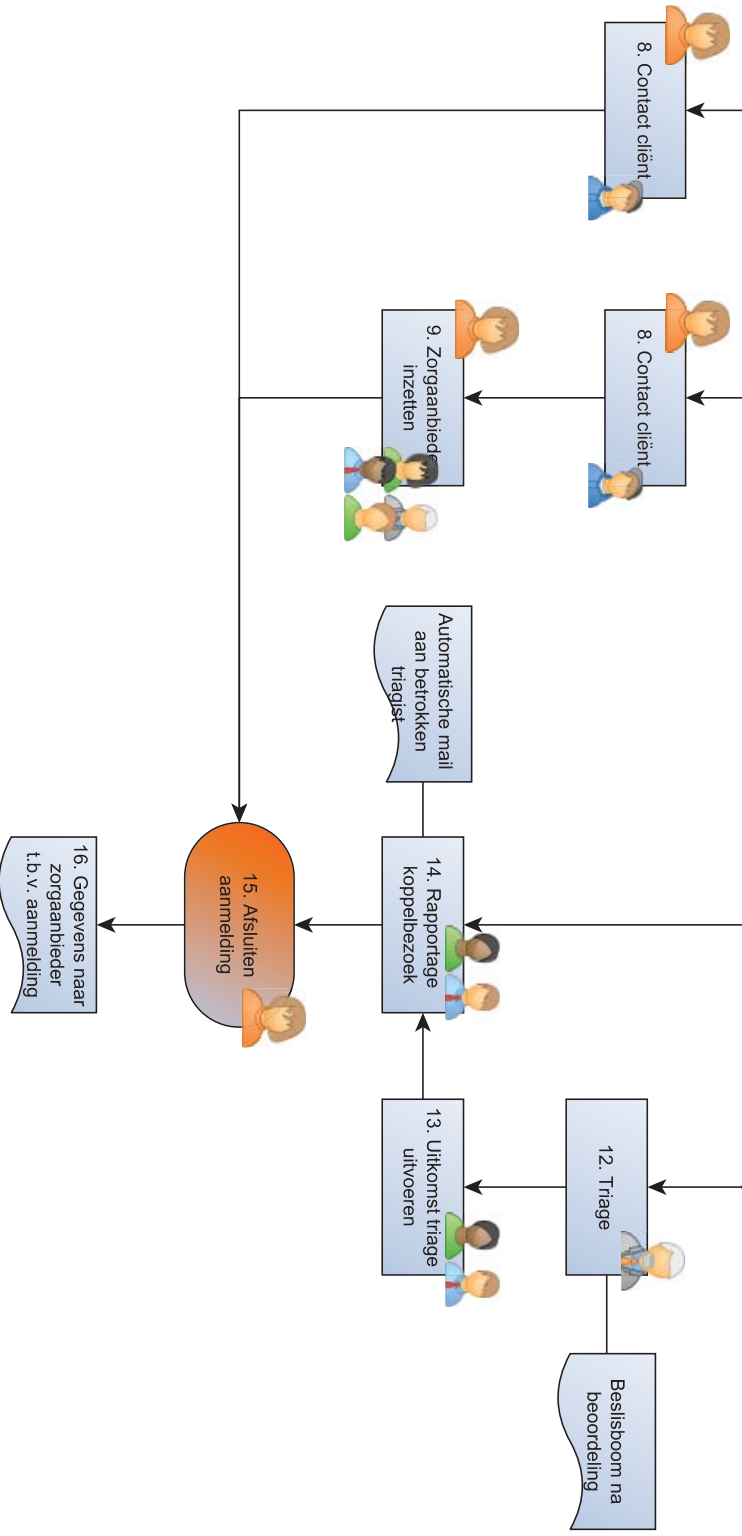 8. Contact cliënt
8. Contact cliënt
12. Triage
Beslisboom na
beoordeling
9. Zorgaanbiede
inzetten
Automatische mail
aan betrokken
triagist
14. Rapportage
koppelbezoek
13. Uitkomst triage
uitvoeren
15. Afsluiten
aanmelding
16. Gegevens naar
zorgaanbieder
t.b.v. aanmelding